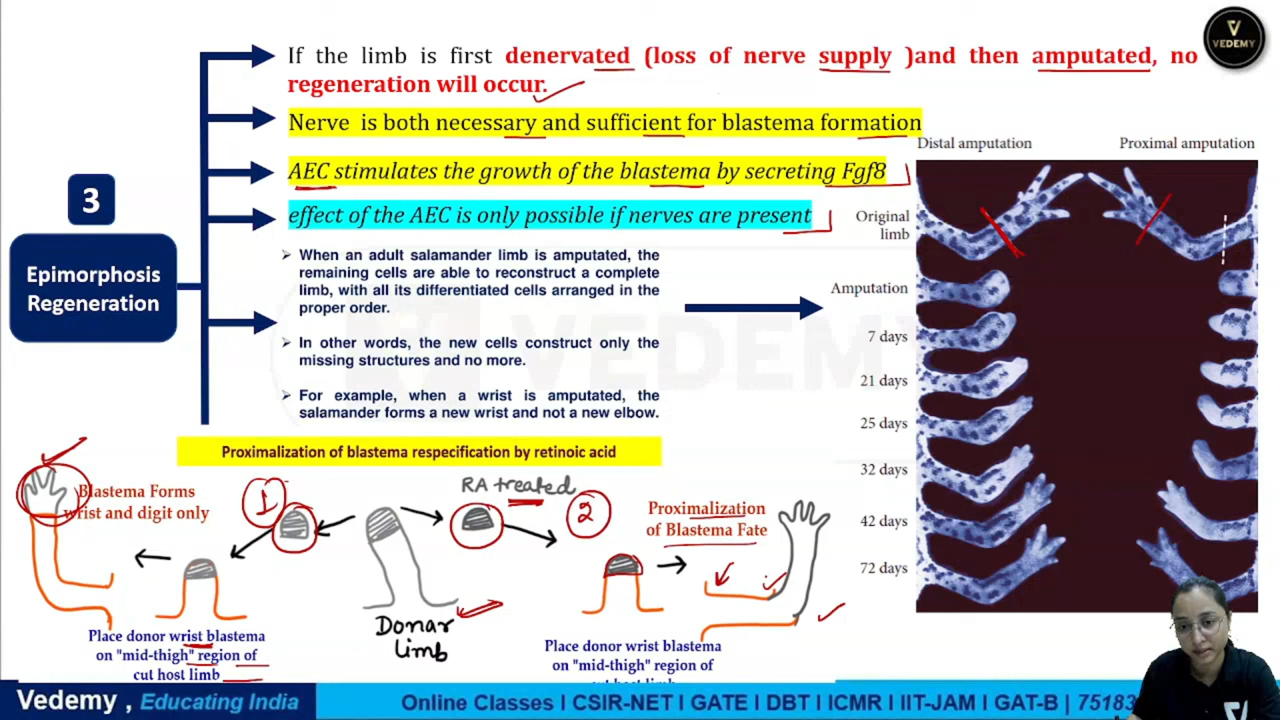 If the limb is first denervated (loss of nerve supply )and then amputated, no
regeneration will occur.
Nerve is both necessary and sufficient for blastema formation
AEC stimulates the growth of the blastema by secreting Fgf8
effect of the AEC is only possible if nerves are present
3
Epimorphosis
Regeneration
When an adult salamander limb is amputated, the
remaining cells are able to reconstruct a complete
limb, with all its differentiated cells arranged in the
proper order.
In other words, the new cells construct only the
missing structures and no more.
For example, when a wrist is amputated, the
salamander forms a new wrist and not a new elbow.
VEDEMY
VEDEMY
Distal amputation
Proximal amputation
Original
limb
Amputation
7 days
21 days
25 days
32 days
42 days
72 days
Proximalization of blastema respecification by retinoic acid
Blastema Forms
wrist and digit only
1
RA treated
2
Proximalization
of Blastema Fate
Donar
limb
Place donor wrist blastema
on "mid-thigh" region of
cut host limb
Place donor wrist blastema
on "mid-thigh" region of
cut host limb
Vedemy , Educating India
Online Classes I CSIR-NET I GATE I DBT I ICMR I IIT-JAM I GAT-B I 75183